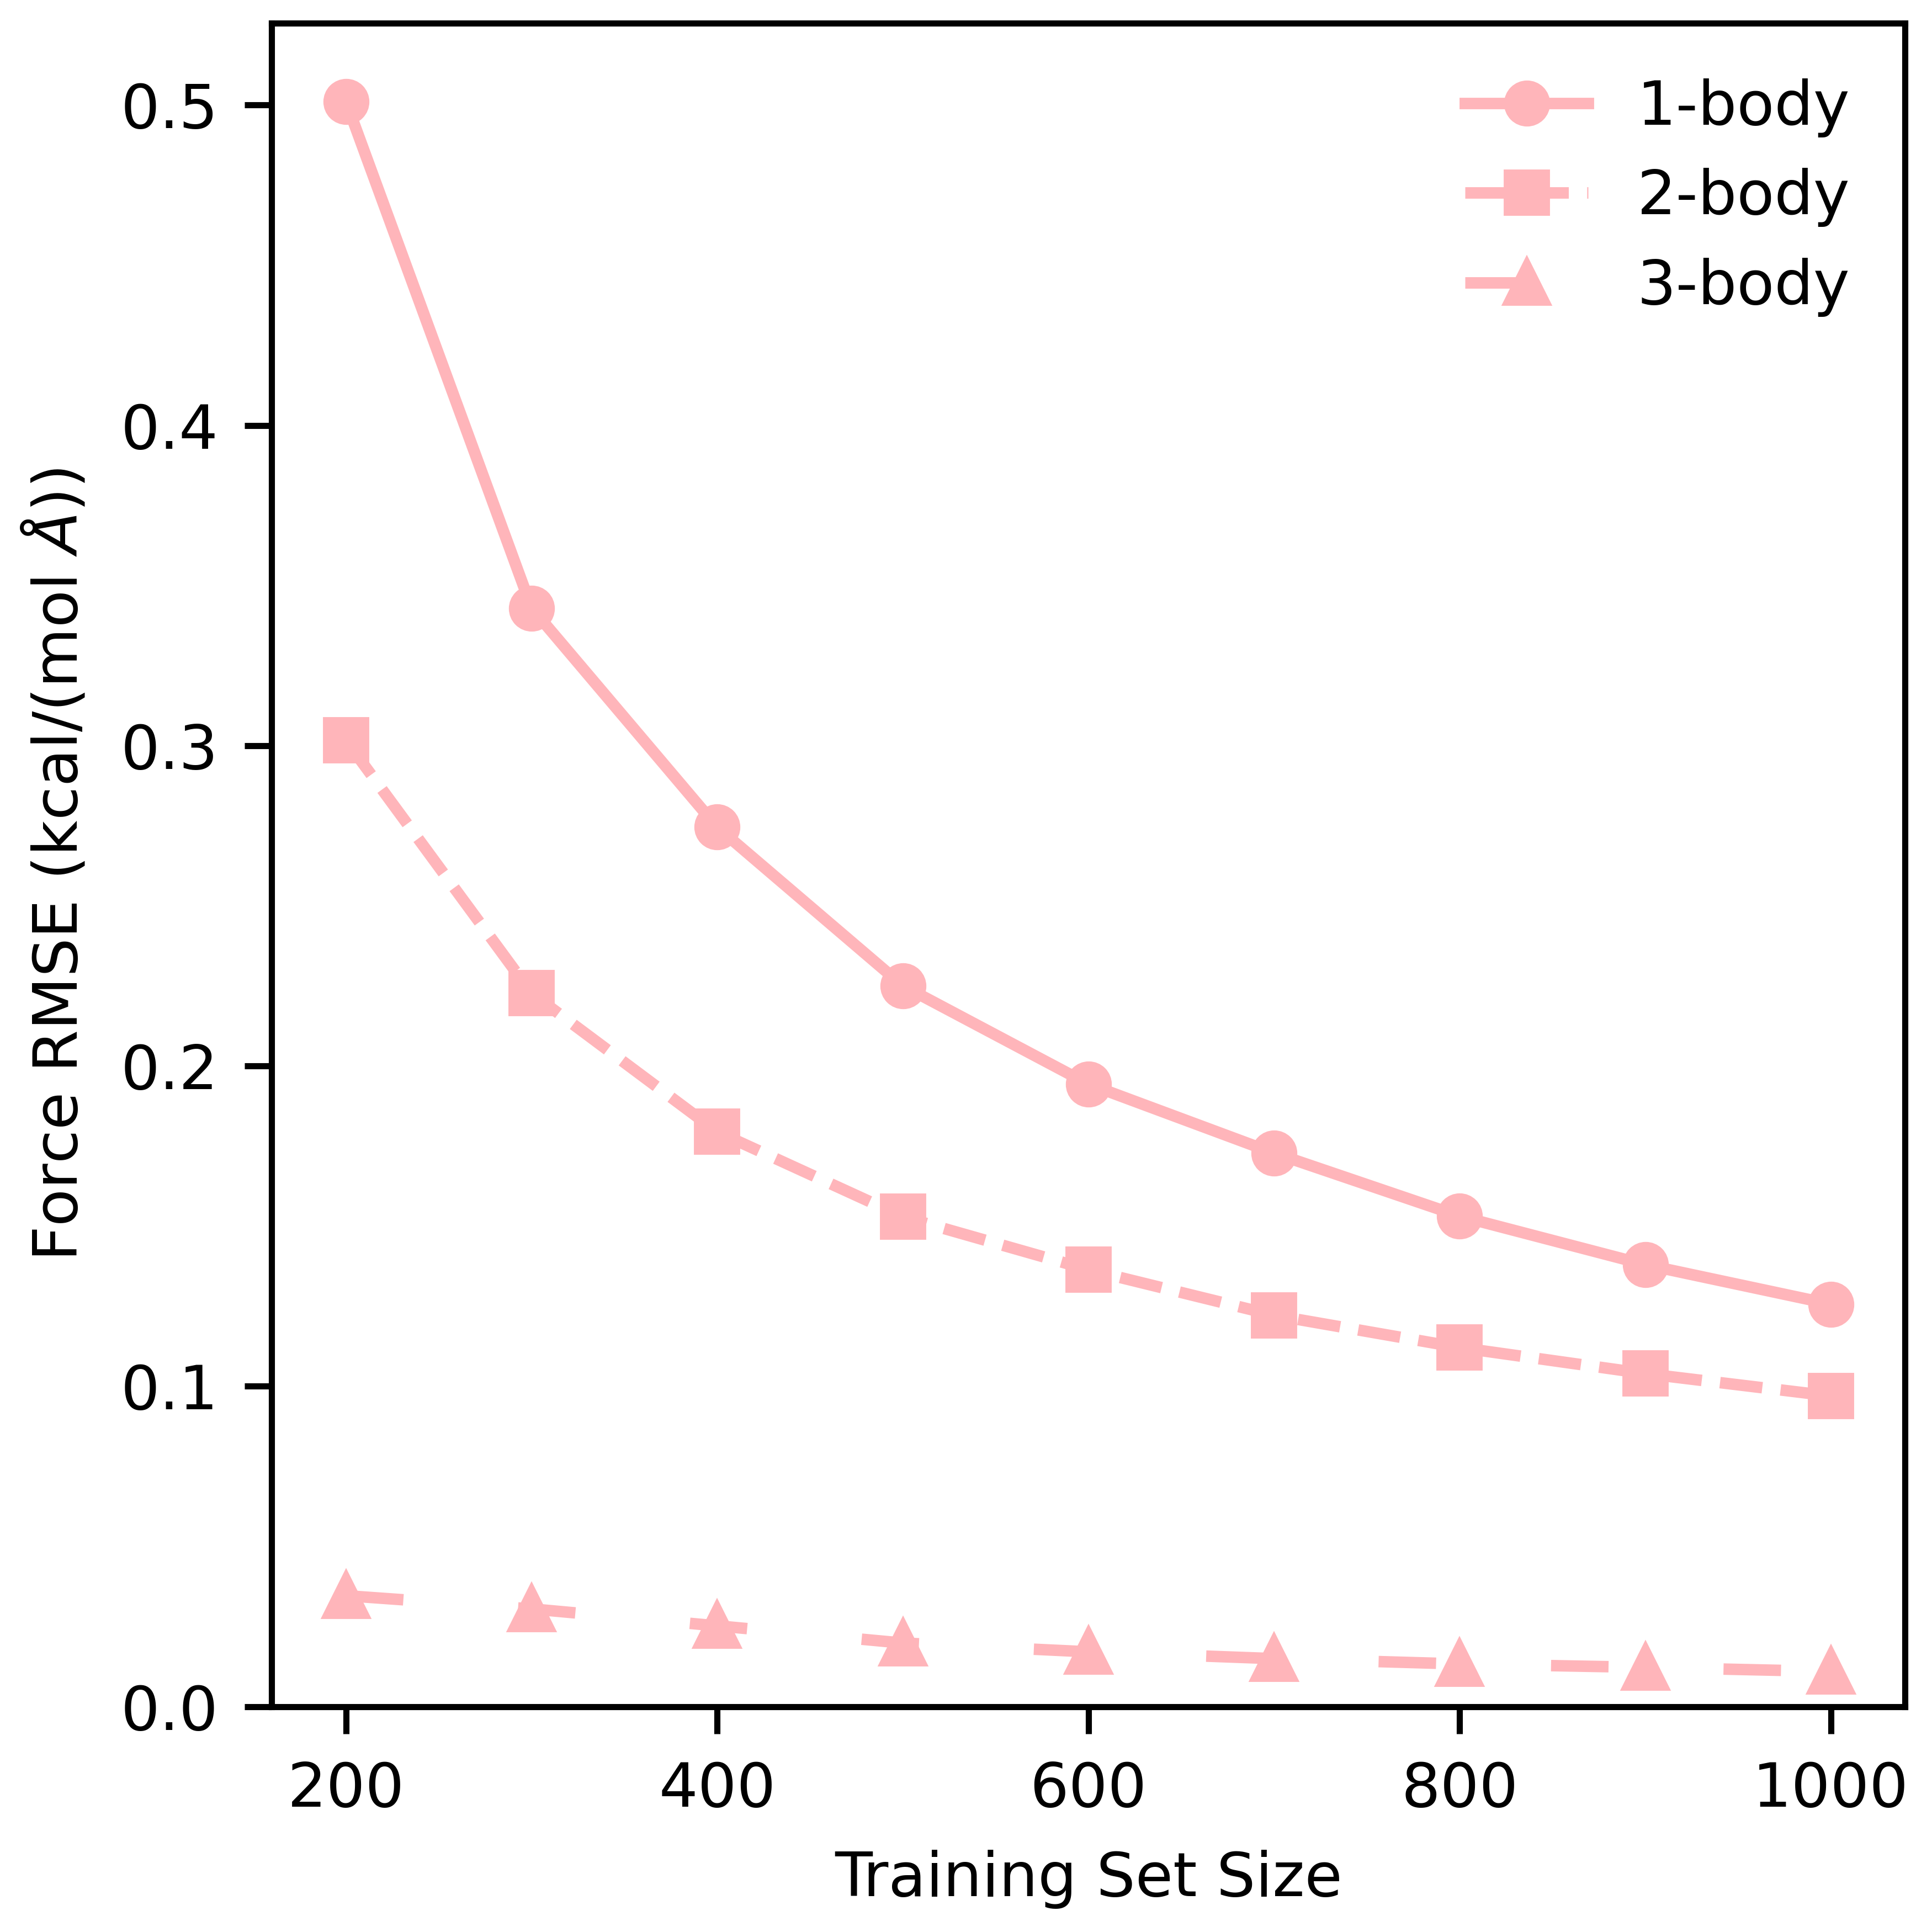 0.5
0.4
0.3
0.2
0.1
0.0
Force RMSE (kcal/(mol Å))
1-body
2-body
3-body
200 400 600 800 1000
Training Set Size